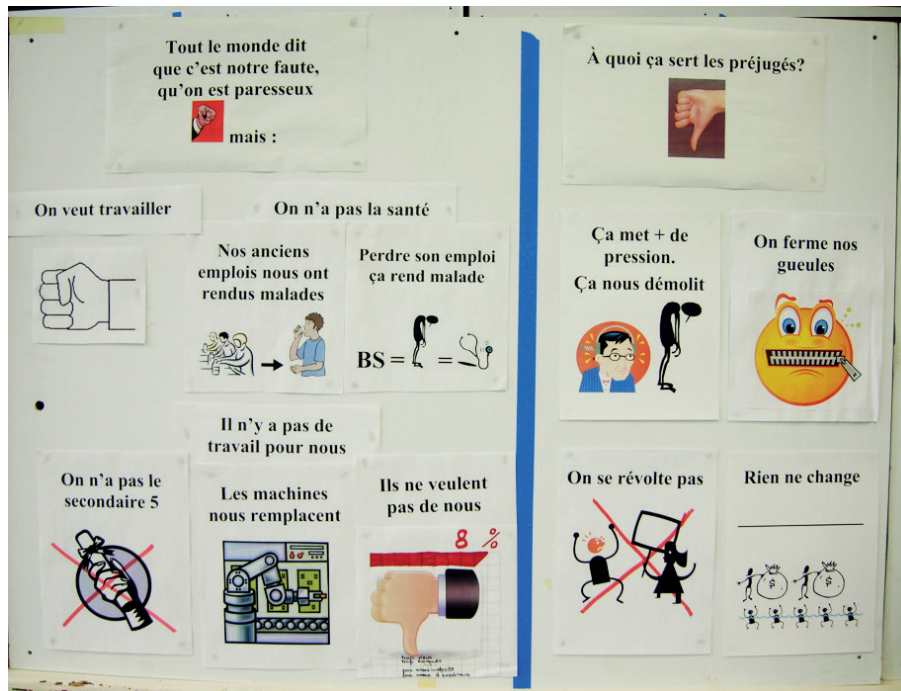 Tout le monde dit
que c'est notre faute,
qu'on est paresseux
mais :
On veut travailler
On n'a pas la santé
Nos anciens
emplois nous ont
rendus malades
Perdre son emploi
ça rend malade
BS = =
Il n'y a pas de
travail pour nous
On n'a pas le
secondaire 5
Les machines
nous remplacent
Ils ne veulent
pas de nous
8 %
À quoi ça sert les préjugés?
Ça met + de
pression.
Ça nous démolit
On ferme nos
gueules
On se révolte pas
Rien ne change
$ $